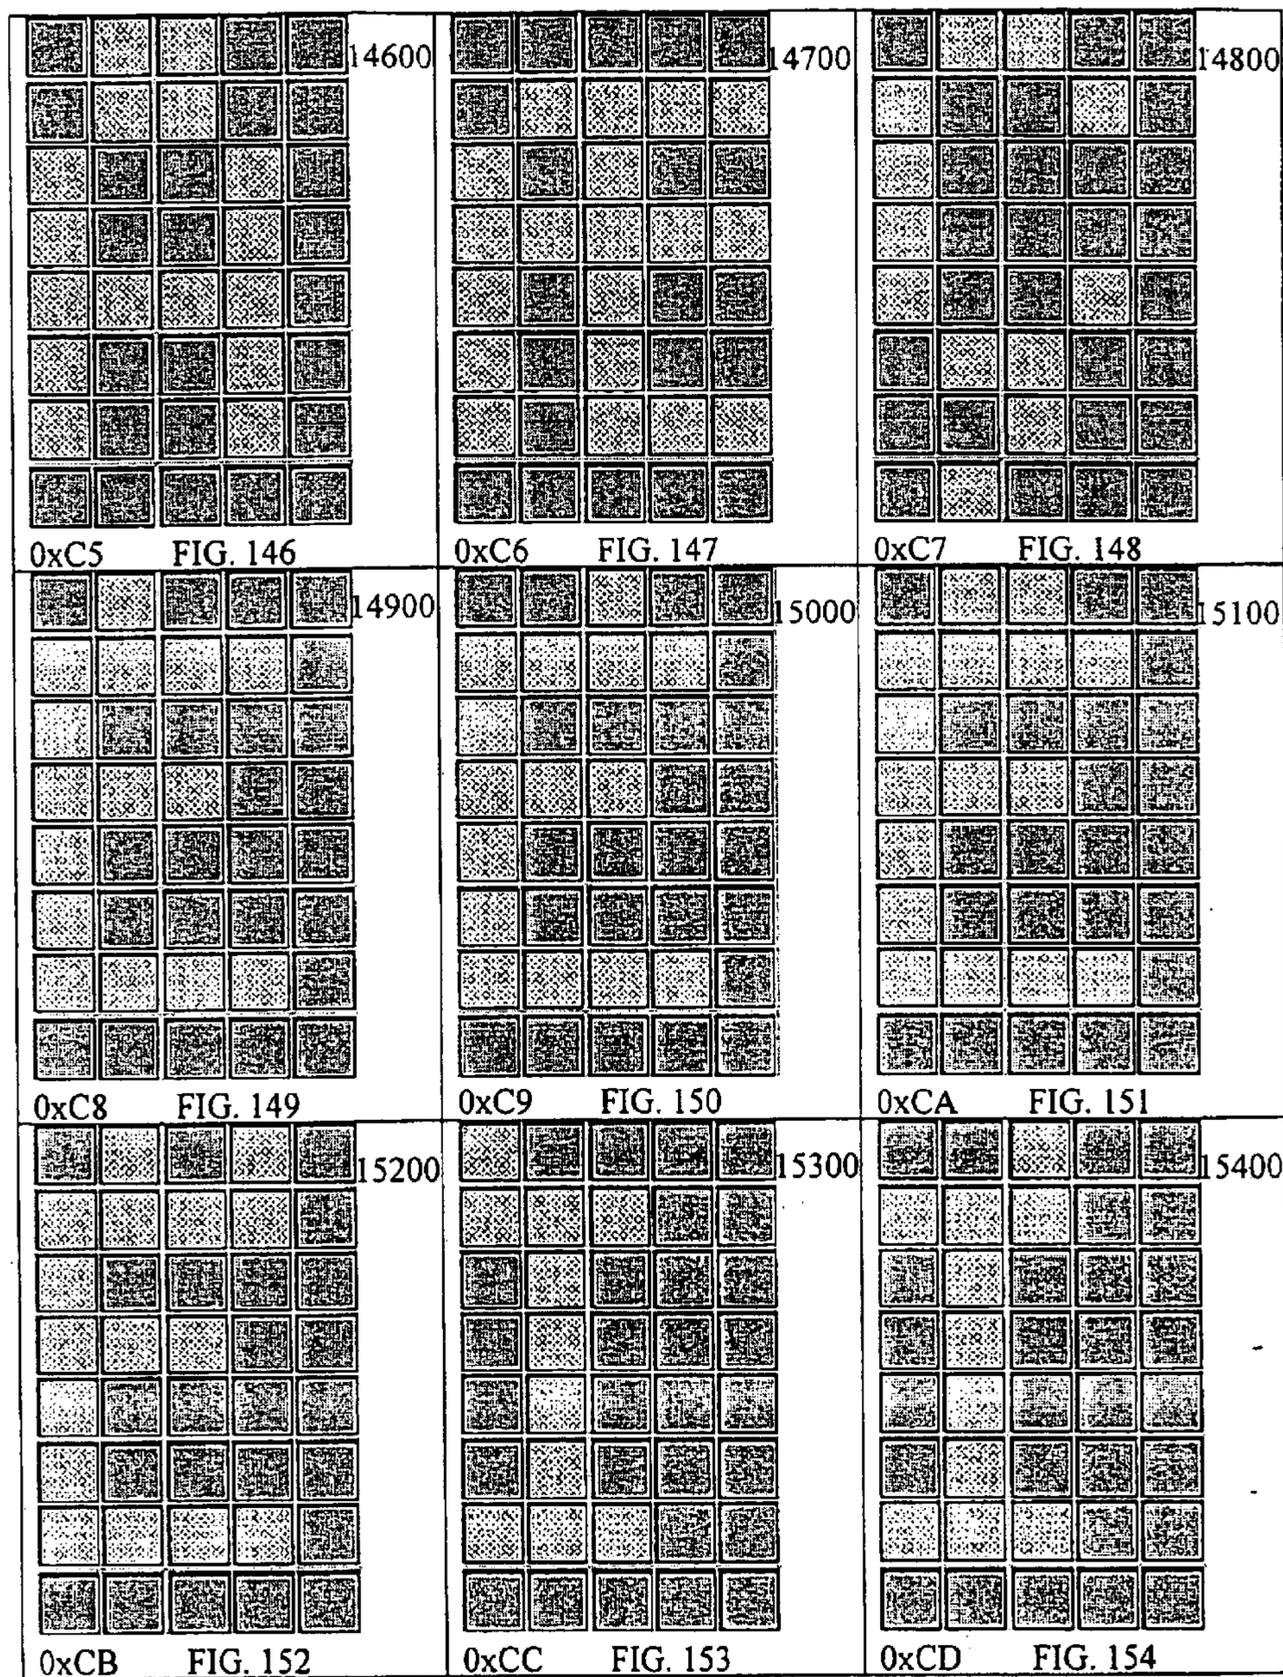 14600 14700 14800
0xC5 FIG. 146 0xC6 FIG. 147 0xC7 FIG. 148
14900 15000 15100
0xC8 FIG. 149 0xC9 FIG. 150 0xCA FIG. 151
15200 15300 15400
0xCB FIG. 152 0xCC FIG. 153 0xCD FIG. 154